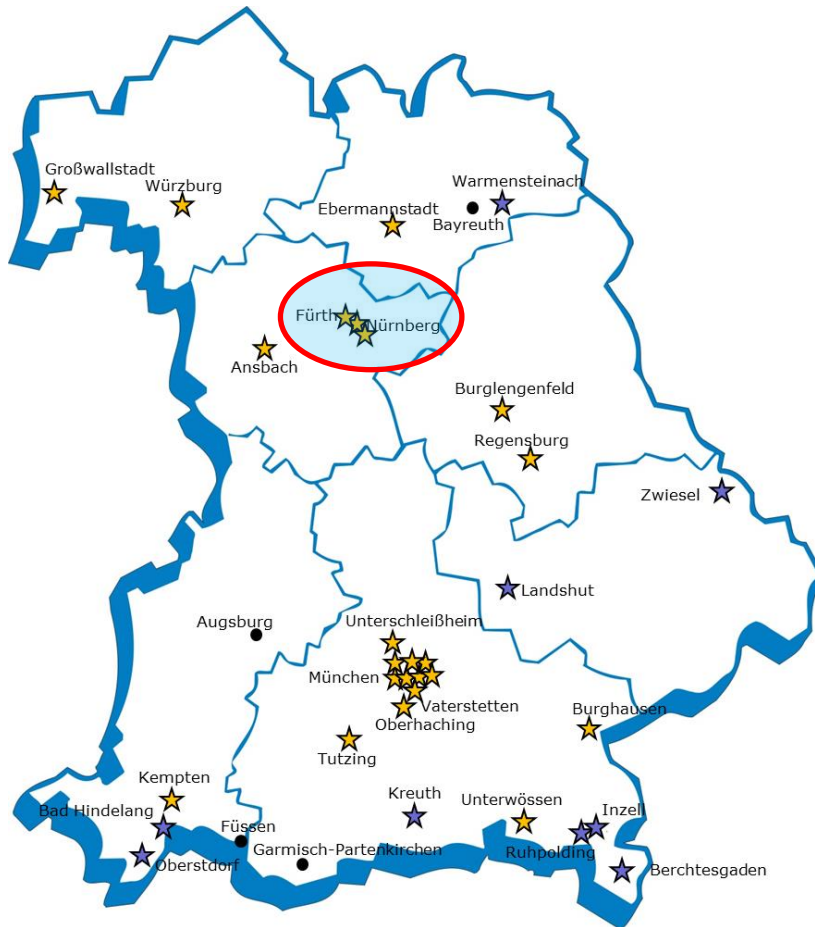 Großwallstadt
Würzburg
Warmensteinach
Ebermannstadt
Bayreuth
Fürth
Nürnberg
Ansbach
Burglengenfeld
Regensburg
Zwiesel
Landshut
Augsburg
Unterschleißheim
München
Vaterstetten
Oberhaching
Burghausen
Tutzing
Kempten
Kreuth
Unterwössen
Bad Hindelang
Inzell
Füssen
Garmisch-Partenkirchen
Ruhpolding
Oberstdorf
Berchtesgaden